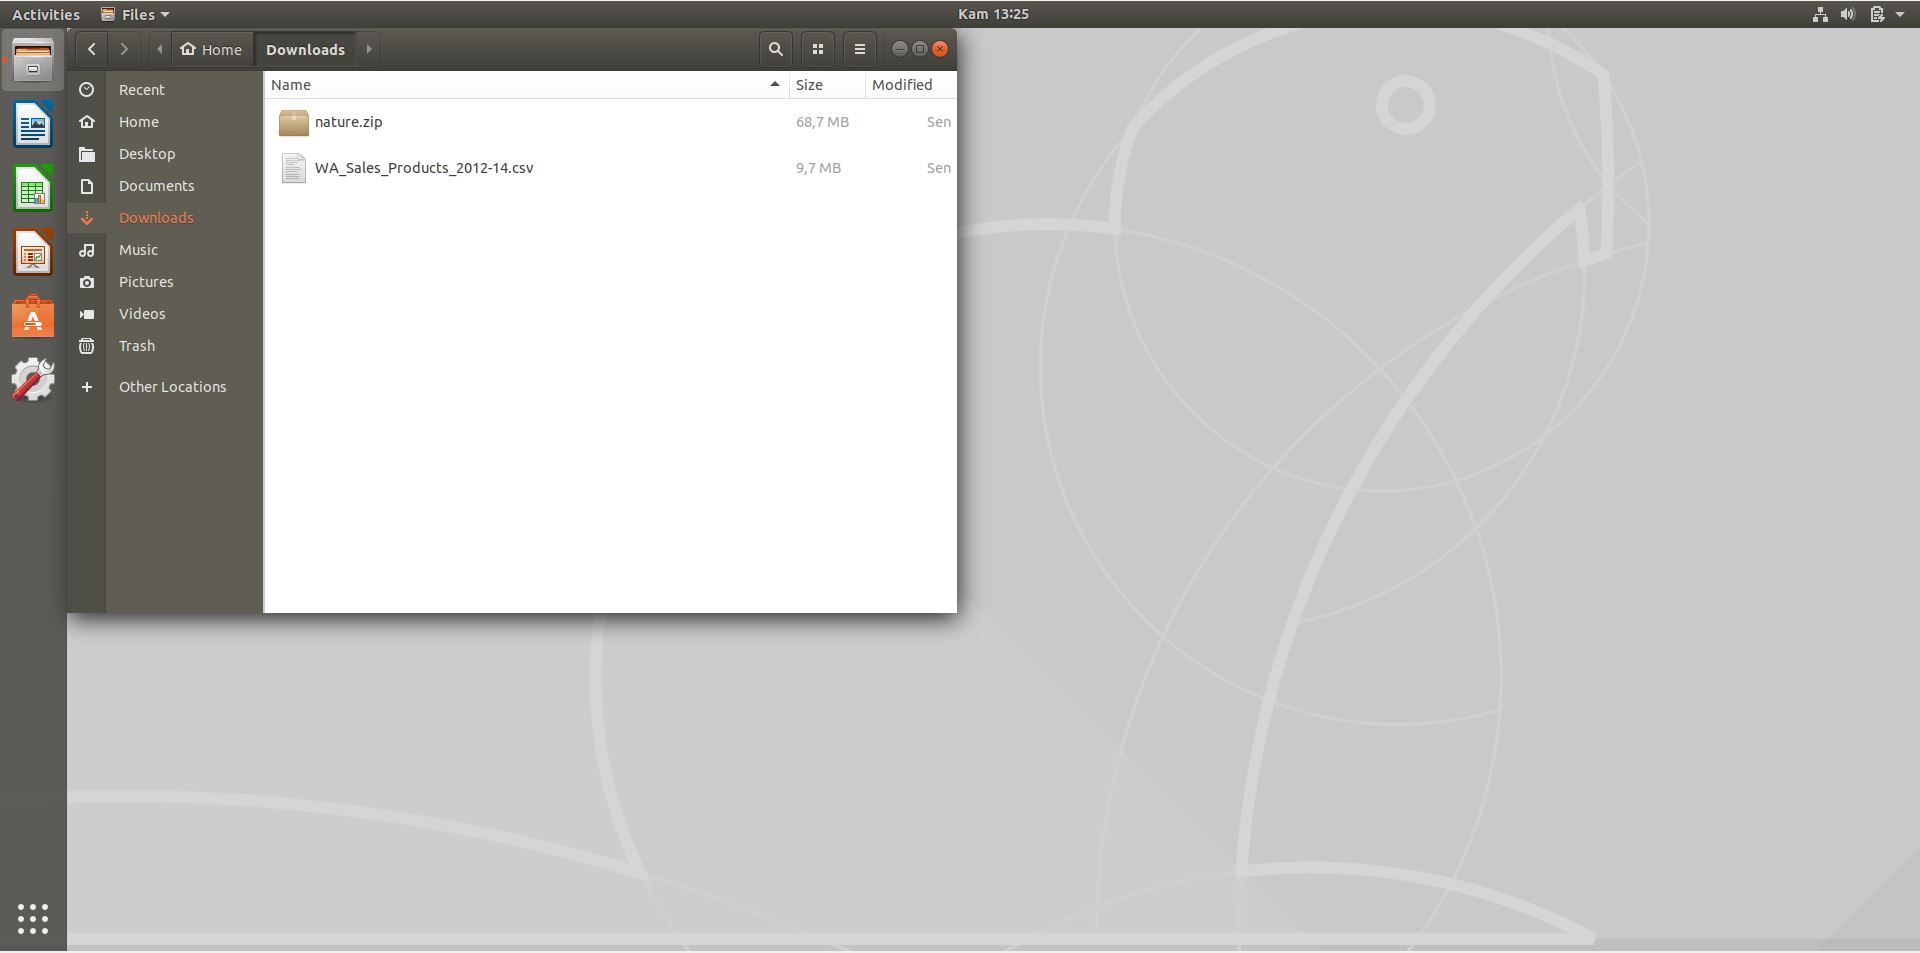 Activities Files Kam 13:25
Home Downloads
Name Size Modified
Recent
nature.zip 68,7 MB Sen
Home
Desktop
WA_Sales_Products_2012-14.csv 9,7 MB Sen
Documents
Downloads
Music
Pictures
Videos
Trash
Other Locations